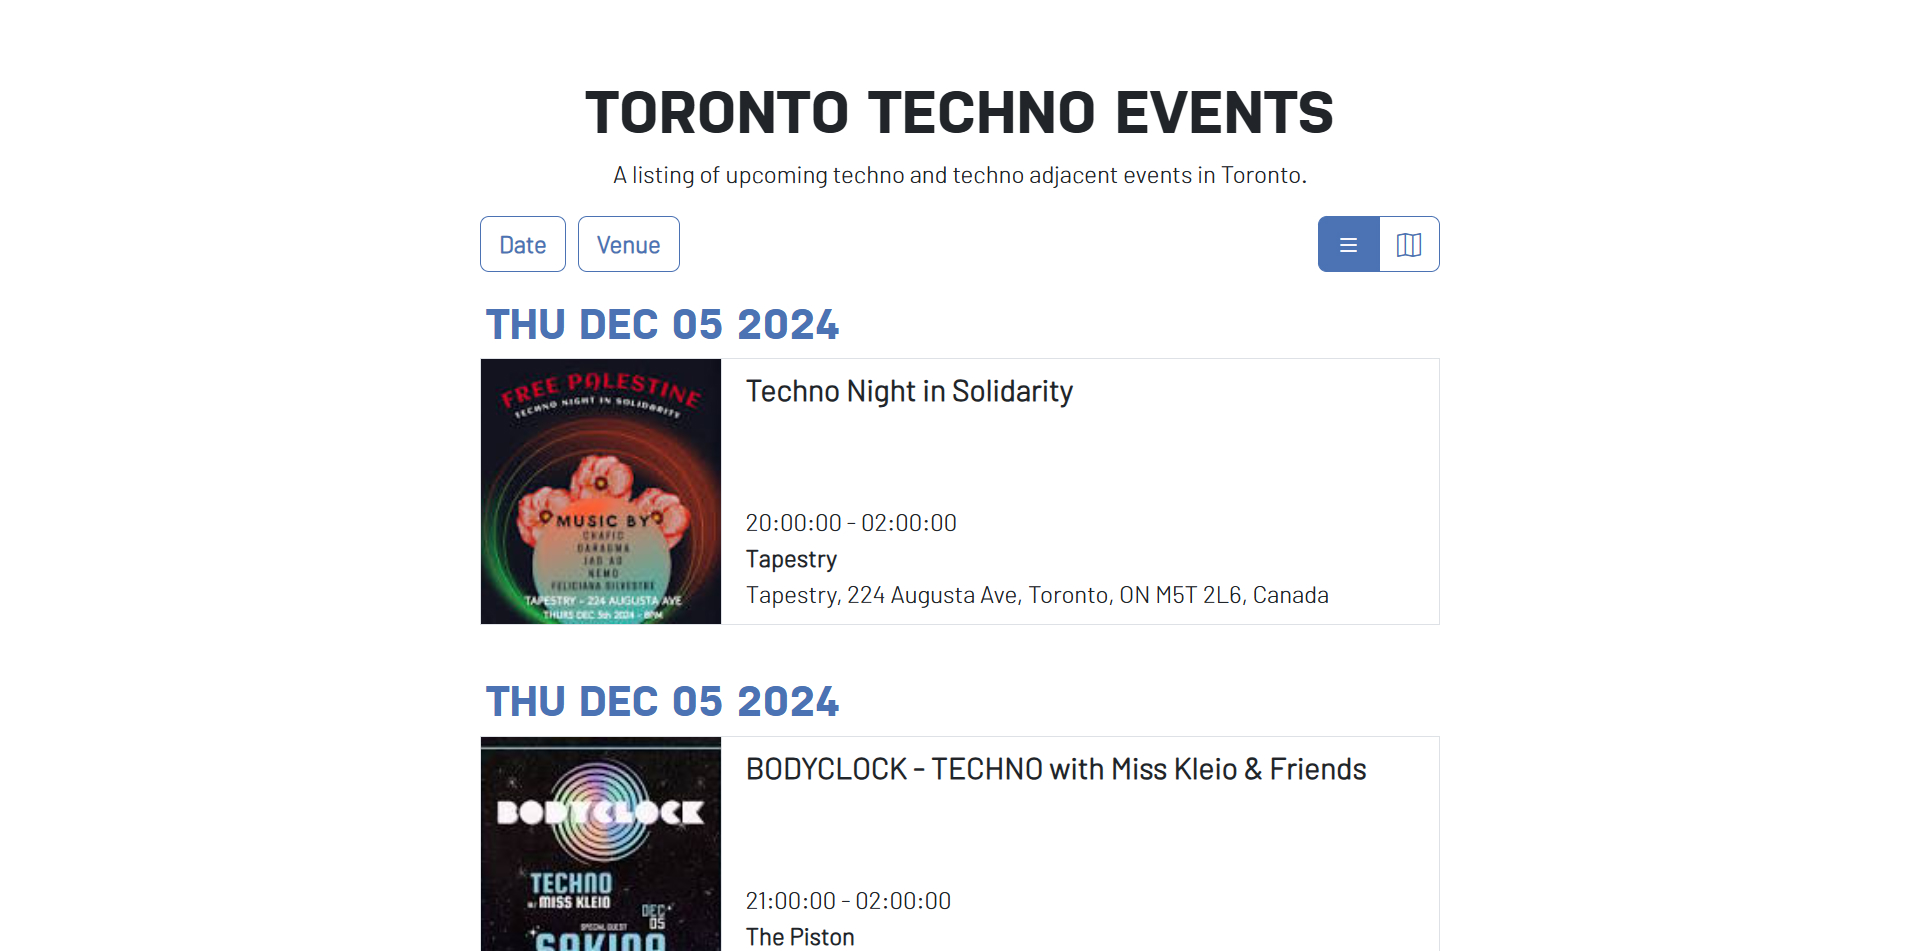 TORONTO TECHNO EVENTS
A listing of upcoming techno and techno adjacent events in Toronto.
Date
Venue
THU DEC 05 2024
FREE PALESTINE
TECHNO NIGHT IN SOLIDARITY
MUSIC BY
CHAFIC
DARAGMA
JAD AD
NEMO
FELICIANA SILVESTRE
TAPESTRY - 224 AUGUSTA AVE
THURS DEC 5th 2024 - 8PM
Techno Night in Solidarity
20:00:00 - 02:00:00
Tapestry
Tapestry, 224 Augusta Ave, Toronto, ON M5T 2L6, Canada
THU DEC 05 2024
BODYCLOCK
TECHNO
w/ MISS KLEIO
DEC
05
SPECIAL GUEST
SAKINA
BODYCLOCK - TECHNO with Miss Kleio & Friends
21:00:00 - 02:00:00
The Piston